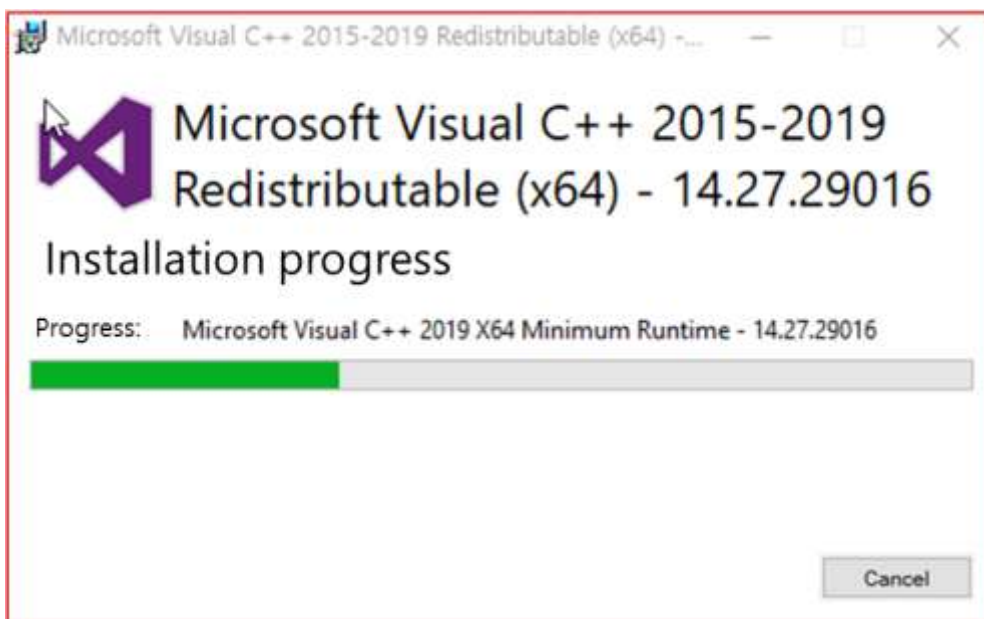 Microsoft Visual C++ 2015-2019 Redistributable (x64) -...
Microsoft Visual C++ 2015-2019
Redistributable (x64) - 14.27.29016
Installation progress
Progress: Microsoft Visual C++ 2019 X64 Minimum Runtime - 14.27.29016
Cancel